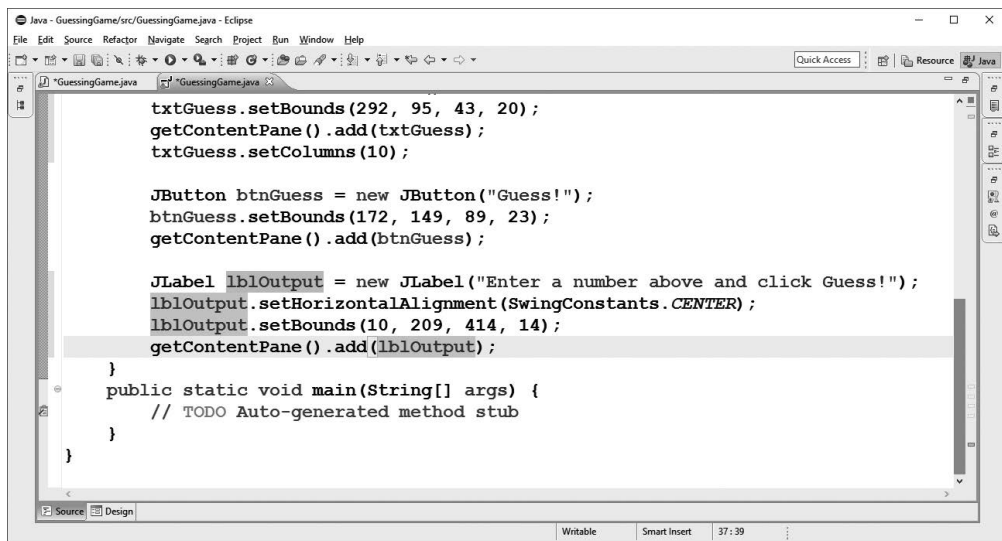 Java - GuessingGame/src/GuessingGame.java - Eclipse
File Edit Source Refactor Navigate Search Project Run Window Help
Quick Access Resource Java
*GuessingGame.java *GuessingGame.java
txtGuess.setBounds(292, 95, 43, 20);
getContentPane().add(txtGuess);
txtGuess.setColumns(10);
JButton btnGuess = new JButton("Guess!");
btnGuess.setBounds(172, 149, 89, 23);
getContentPane().add(btnGuess);
JLabel lblOutput = new JLabel("Enter a number above and click Guess!");
lblOutput.setHorizontalAlignment(SwingConstants.CENTER);
lblOutput.setBounds(10, 209, 414, 14);
getContentPane().add(lblOutput);
}
public static void main(String[] args) {
// TODO Auto-generated method stub
}
}
Source Design
Writable Smart Insert 37:39